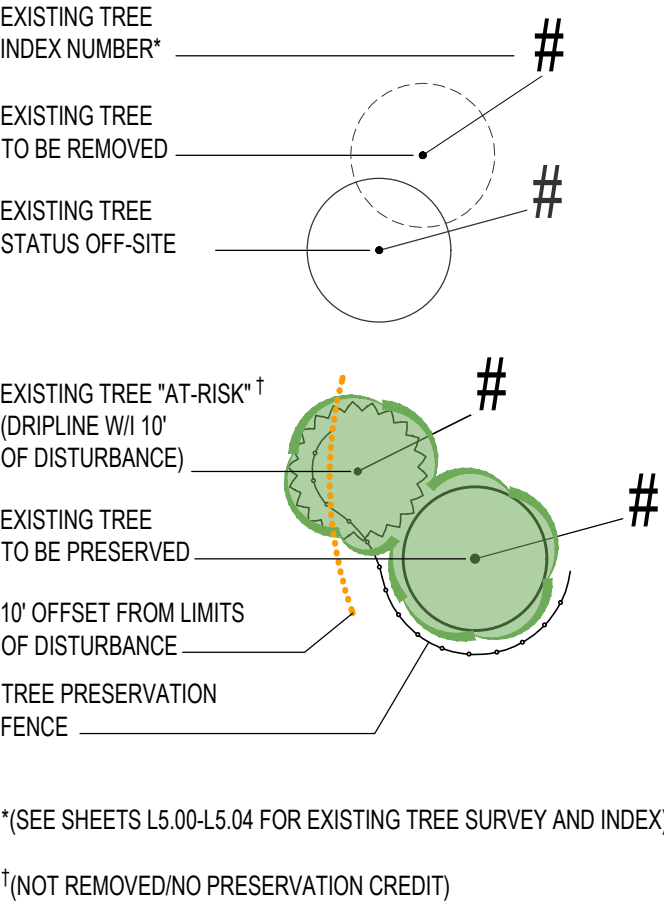 EXISTING TREE
INDEX NUMBER*
#
EXISTING TREE
TO BE REMOVED
#
EXISTING TREE
STATUS OFF-SITE
EXISTING TREE "AT-RISK" †
(DRIPLINE W/I 10'
OF DISTURBANCE)
#
EXISTING TREE
TO BE PRESERVED
#
10' OFFSET FROM LIMITS
OF DISTURBANCE
TREE PRESERVATION
FENCE
*(SEE SHEETS L5.00-L5.04 FOR EXISTING TREE SURVEY AND INDEX)
†(NOT REMOVED/NO PRESERVATION CREDIT)